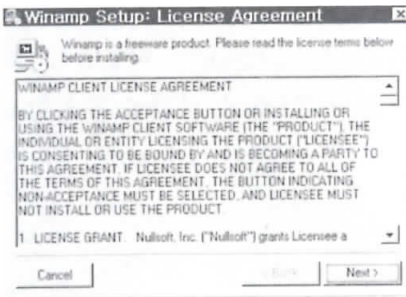 Winamp Setup: License Agreement
Winamp is a freeware product. Please read the license terms below
before installing.
WINAMP CLIENT LICENSE AGREEMENT
BY CLICKING THE ACCEPTANCE BUTTON OR INSTALLING OR
USING THE WINAMP CLIENT SOFTWARE (THE "PRODUCT"), THE
INDIVIDUAL OR ENTITY LICENSING THE PRODUCT ("LICENSEE")
IS CONSENTING TO BE BOUND BY AND IS BECOMING A PARTY TO
THIS AGREEMENT. IF LICENSEE DOES NOT AGREE TO ALL OF
THE TERMS OF THIS AGREEMENT, THE BUTTON INDICATING
NON-ACCEPTANCE MUST BE SELECTED, AND LICENSEE MUST
NOT INSTALL OR USE THE PRODUCT.
1. LICENSE GRANT. Nullsoft, Inc. ("Nullsoft") grants Licensee a
Cancel
< Back
Next >